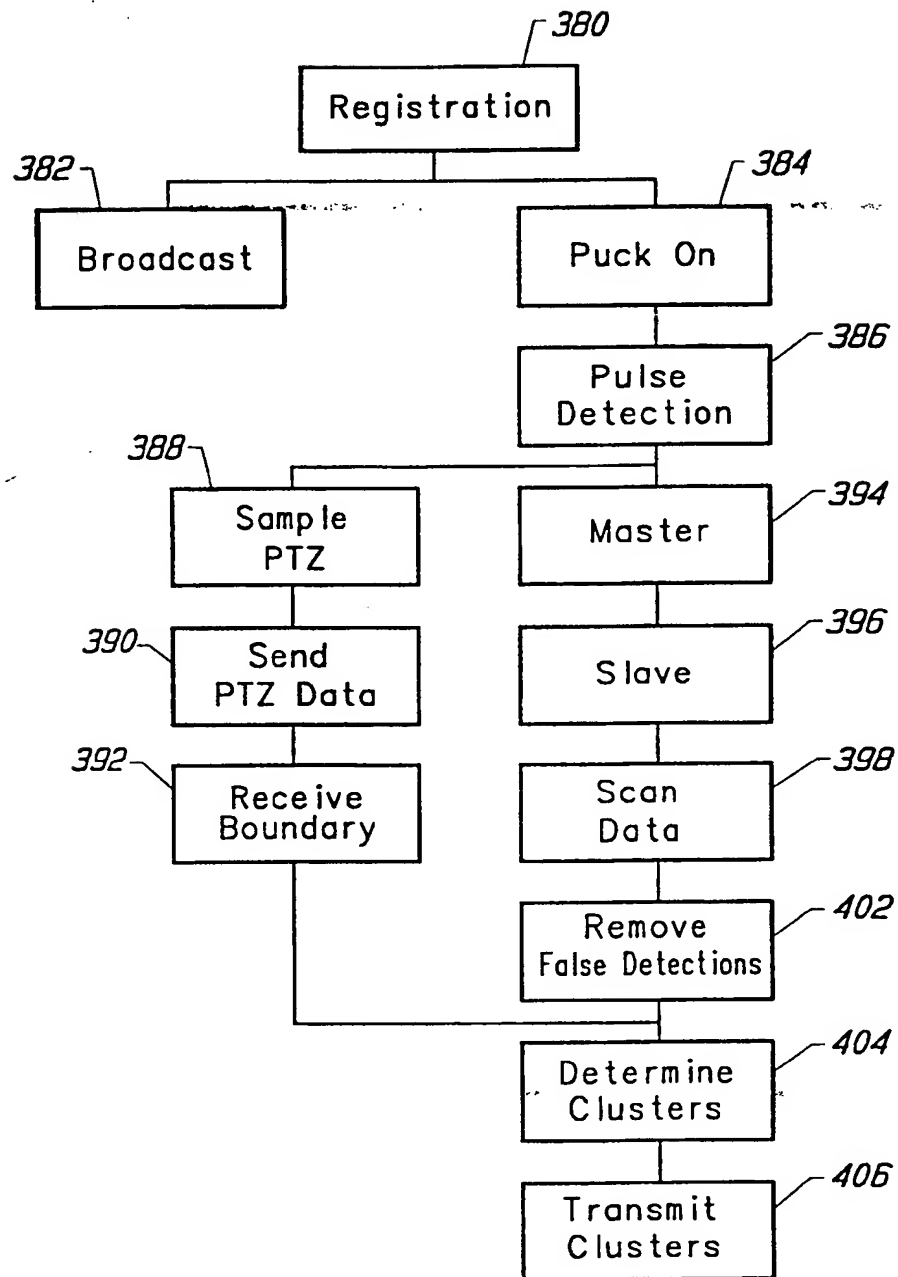 380
Registration
382
384
Broadcast
Puck On
386
Pulse
Detection
388
394
Sample
PTZ
Master
390
396
Send
PTZ Data
Slave
392
398
Receive
Boundary
Scan
Data
402
Remove
False Detections
404
Determine
Clusters
406
Transmit
Clusters